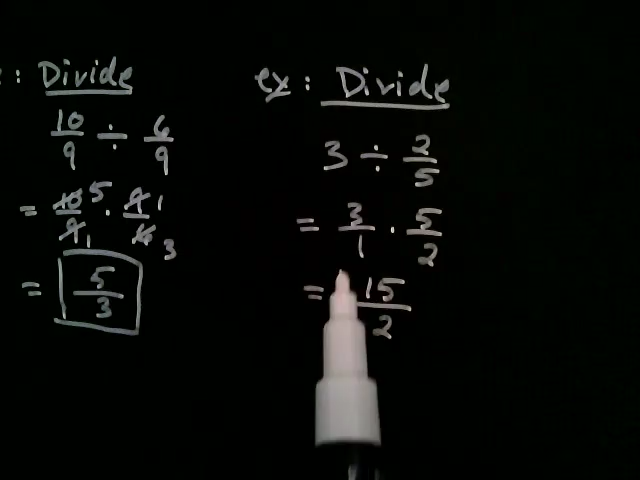 : Divide
10/9 ÷ 6/9
= 10/9 5 1 · 9/6 1 3
= 5/3
ex : Divide
3 ÷ 2/5
= 3/1 · 5/2
= 15/2